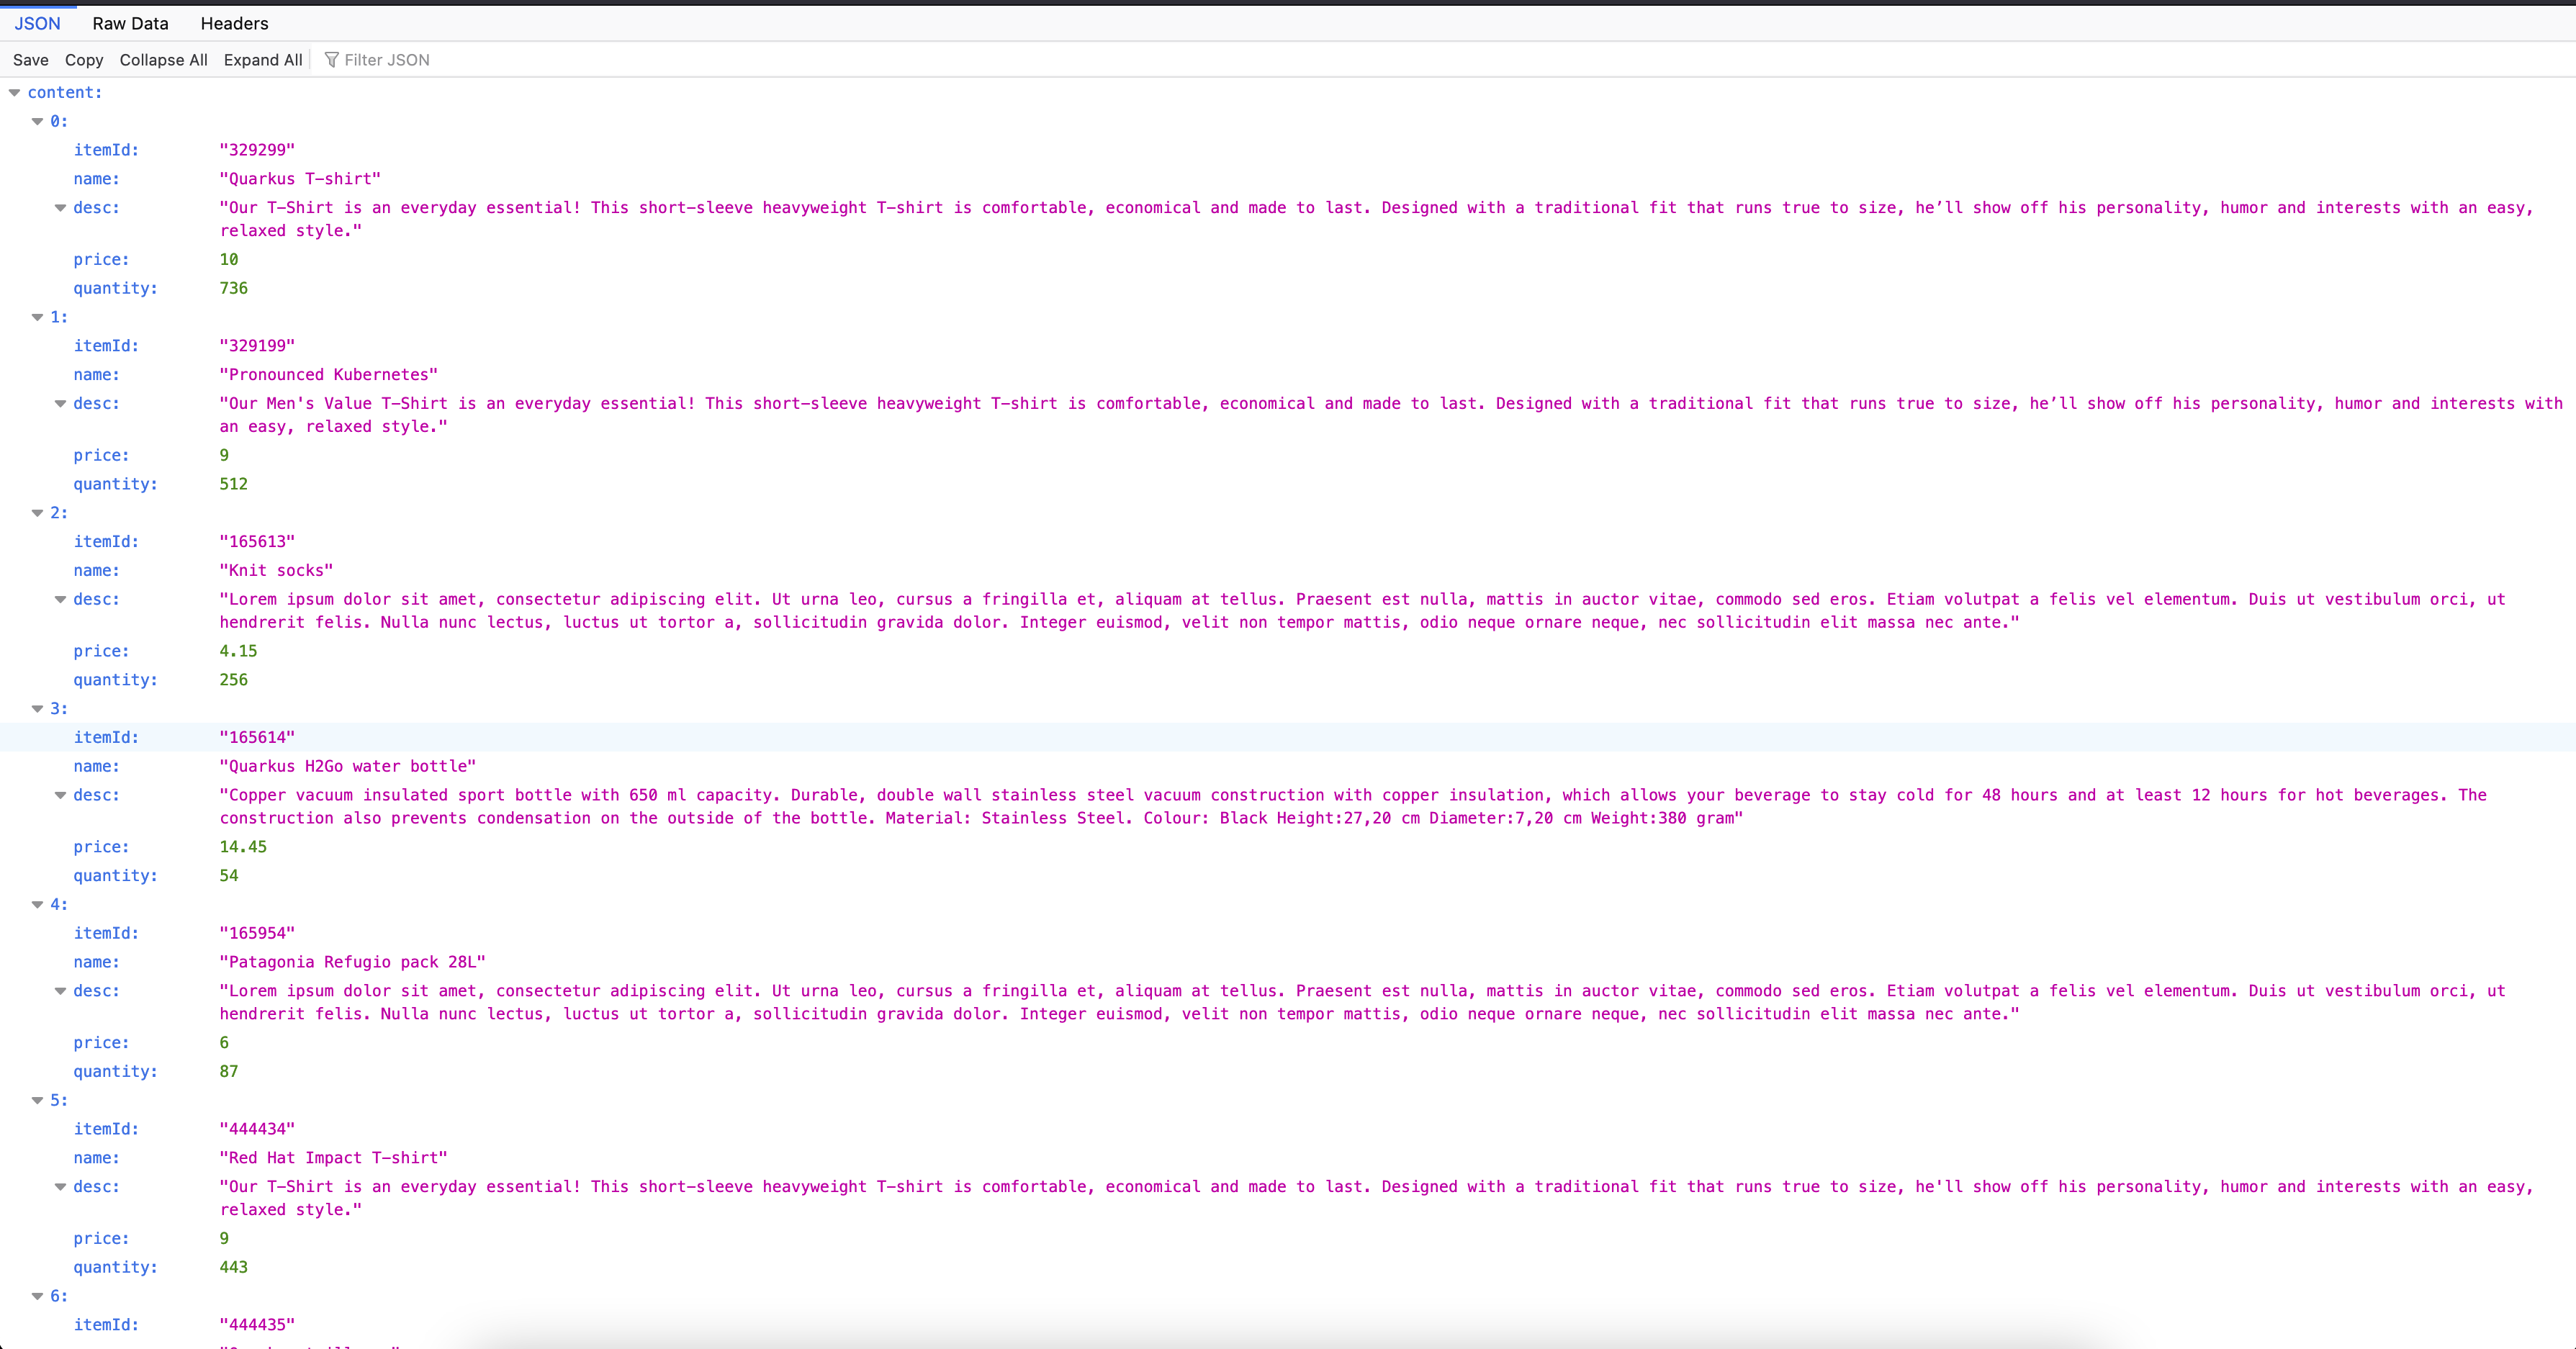 JSON Raw Data Headers
Save Copy Collapse All Expand All Filter JSON
content:
0:
itemId: "329299"
name: "Quarkus T-shirt"
desc: "Our T-Shirt is an everyday essential! This short-sleeve heavyweight T-shirt is comfortable, economical and made to last. Designed with a traditional fit that runs true to size, he’ll show off his personality, humor and interests with an easy,
relaxed style."
price: 10
quantity: 736
1:
itemId: "329199"
name: "Pronounced Kubernetes"
desc: "Our Men's Value T-Shirt is an everyday essential! This short-sleeve heavyweight T-shirt is comfortable, economical and made to last. Designed with a traditional fit that runs true to size, he’ll show off his personality, humor and interests with
an easy, relaxed style."
price: 9
quantity: 512
2:
itemId: "165613"
name: "Knit socks"
desc: "Lorem ipsum dolor sit amet, consectetur adipiscing elit. Ut urna leo, cursus a fringilla et, aliquam at tellus. Praesent est nulla, mattis in auctor vitae, commodo sed eros. Etiam volutpat a felis vel elementum. Duis ut vestibulum orci, ut
hendrerit felis. Nulla nunc lectus, luctus ut tortor a, sollicitudin gravida dolor. Integer euismod, velit non tempor mattis, odio neque ornare neque, nec sollicitudin elit massa nec ante."
price: 4.15
quantity: 256
3:
itemId: "165614"
name: "Quarkus H2Go water bottle"
desc: "Copper vacuum insulated sport bottle with 650 ml capacity. Durable, double wall stainless steel vacuum construction with copper insulation, which allows your beverage to stay cold for 48 hours and at least 12 hours for hot beverages. The
construction also prevents condensation on the outside of the bottle. Material: Stainless Steel. Colour: Black Height:27,20 cm Diameter:7,20 cm Weight:380 gram"
price: 14.45
quantity: 54
4:
itemId: "165954"
name: "Patagonia Refugio pack 28L"
desc: "Lorem ipsum dolor sit amet, consectetur adipiscing elit. Ut urna leo, cursus a fringilla et, aliquam at tellus. Praesent est nulla, mattis in auctor vitae, commodo sed eros. Etiam volutpat a felis vel elementum. Duis ut vestibulum orci, ut
hendrerit felis. Nulla nunc lectus, luctus ut tortor a, sollicitudin gravida dolor. Integer euismod, velit non tempor mattis, odio neque ornare neque, nec sollicitudin elit massa nec ante."
price: 6
quantity: 87
5:
itemId: "444434"
name: "Red Hat Impact T-shirt"
desc: "Our T-Shirt is an everyday essential! This short-sleeve heavyweight T-shirt is comfortable, economical and made to last. Designed with a traditional fit that runs true to size, he'll show off his personality, humor and interests with an easy,
relaxed style."
price: 9
quantity: 443
6:
itemId: "444435"